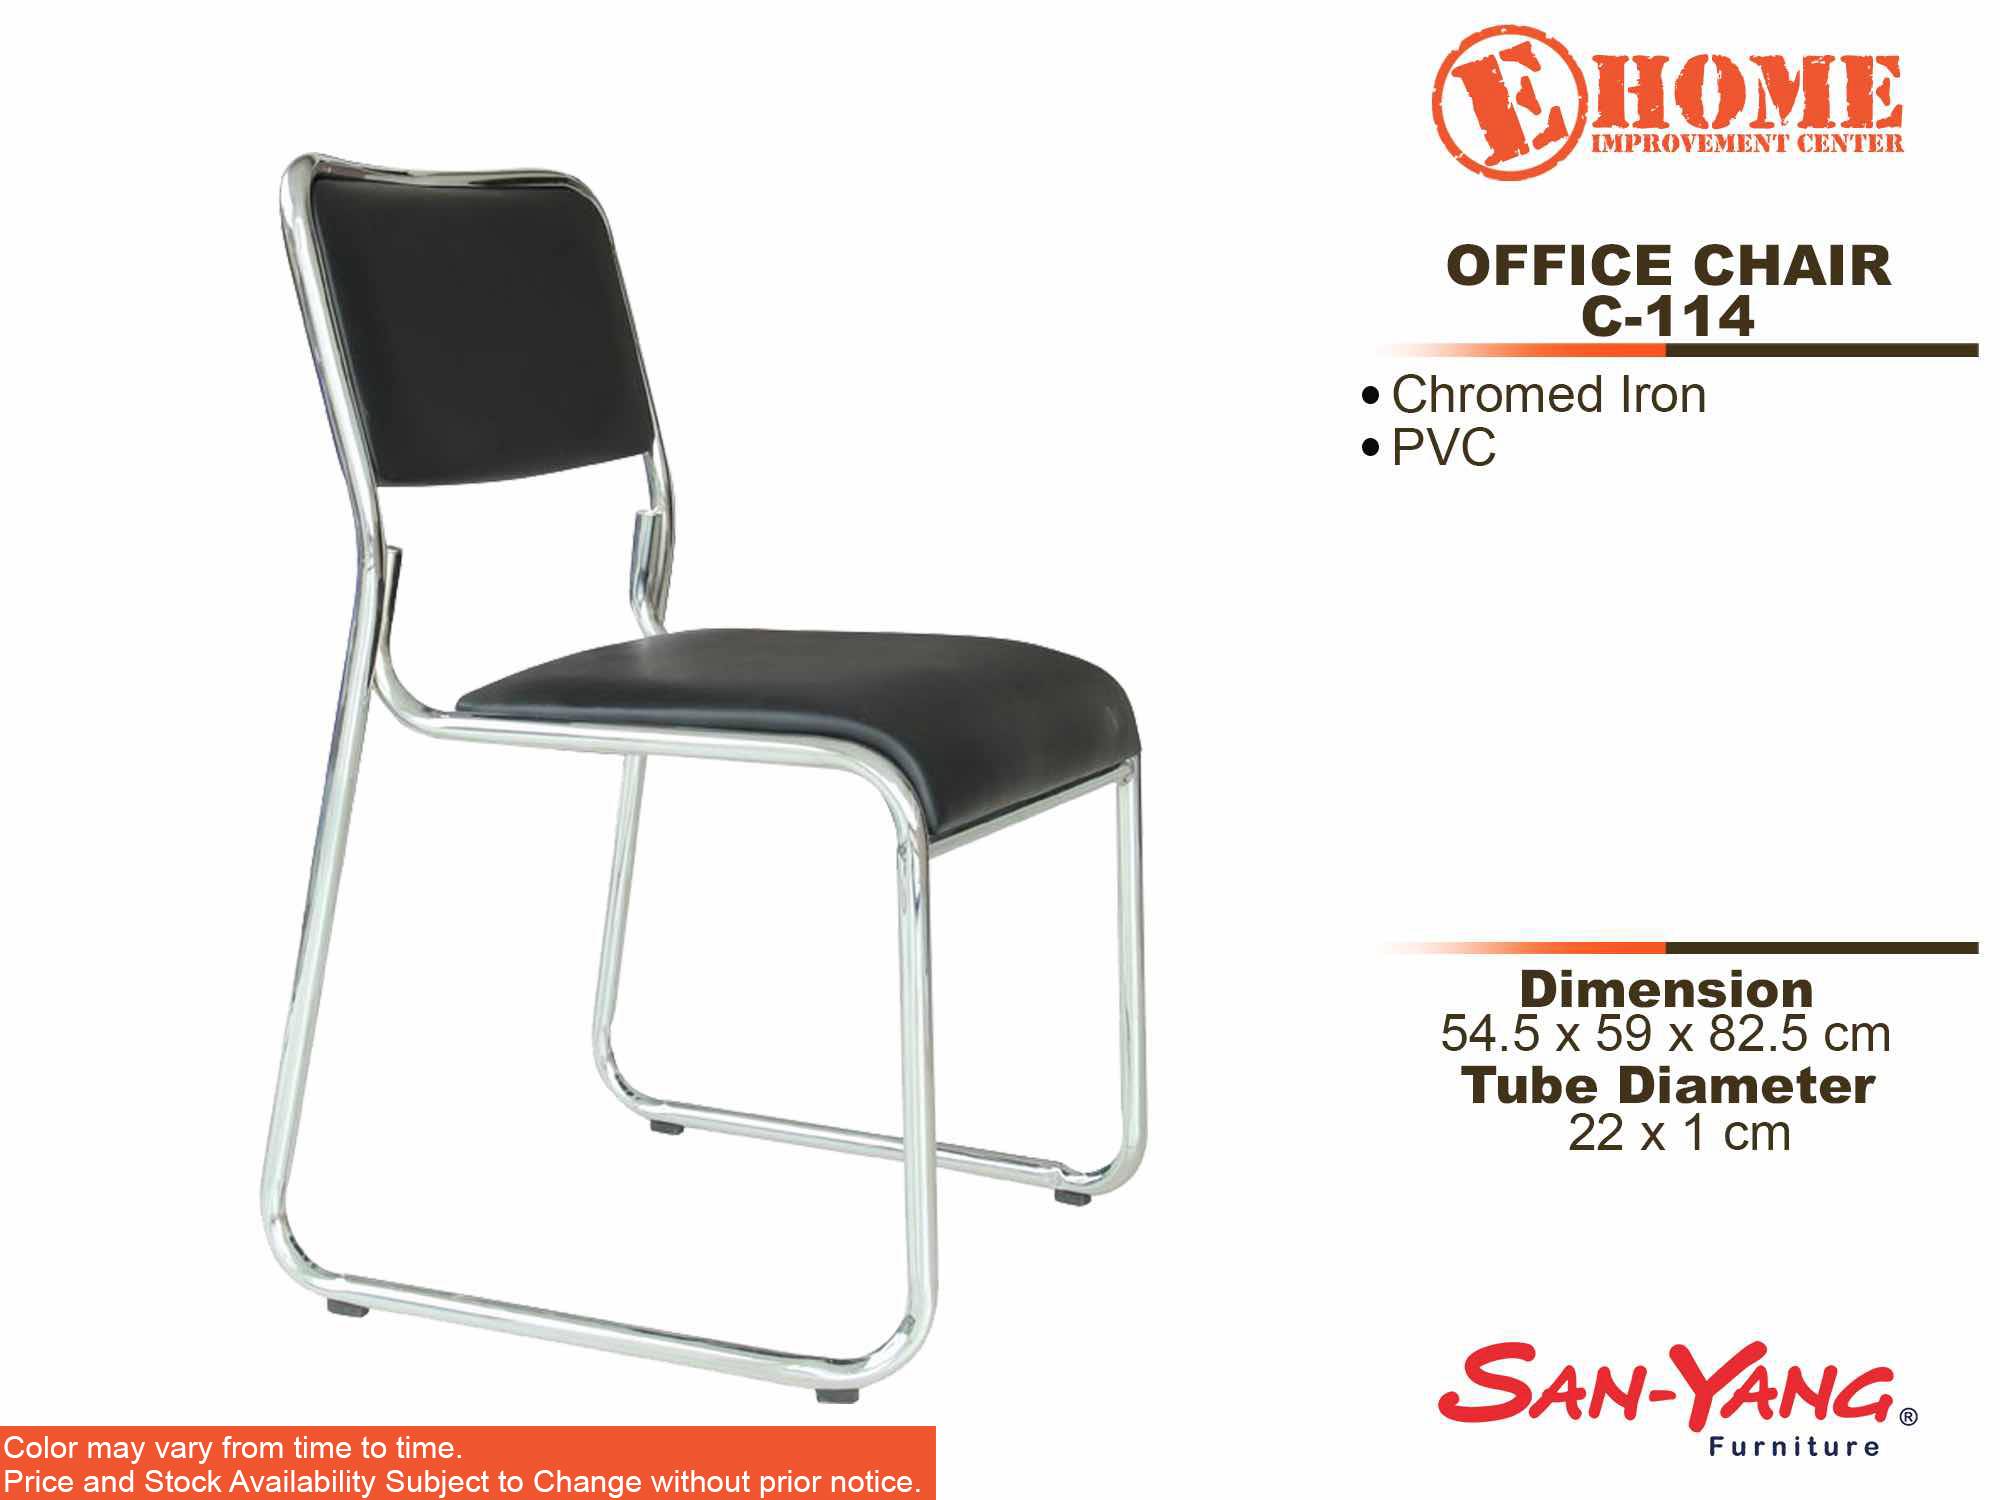 E HOME
IMPROVEMENT CENTER
OFFICE CHAIR
C-114
• Chromed Iron
• PVC
Dimension
54.5 x 59 x 82.5 cm
Tube Diameter
22 x 1 cm
SAN-YANG®
Furniture
Color may vary from time to time.
Price and Stock Availability Subject to Change without prior notice.